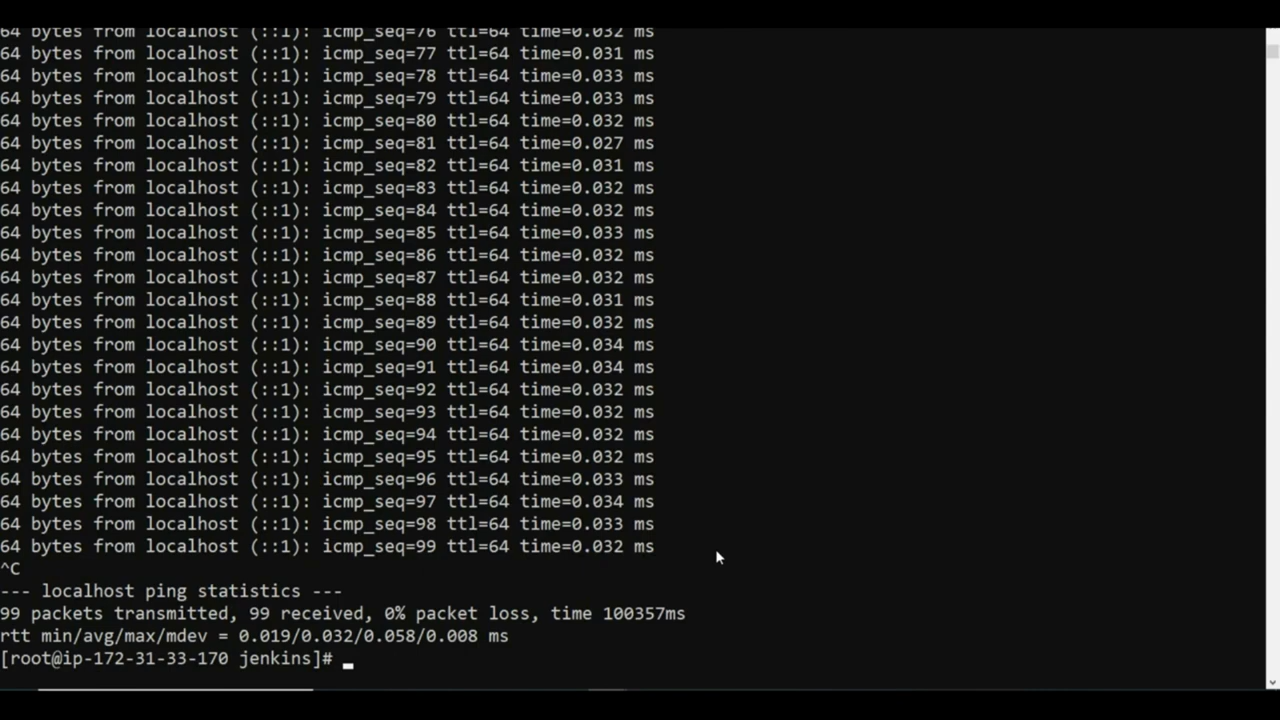 64 bytes from localhost (::1): icmp_seq=76 ttl=64 time=0.032 ms
64 bytes from localhost (::1): icmp_seq=77 ttl=64 time=0.031 ms
64 bytes from localhost (::1): icmp_seq=78 ttl=64 time=0.033 ms
64 bytes from localhost (::1): icmp_seq=79 ttl=64 time=0.033 ms
64 bytes from localhost (::1): icmp_seq=80 ttl=64 time=0.032 ms
64 bytes from localhost (::1): icmp_seq=81 ttl=64 time=0.027 ms
64 bytes from localhost (::1): icmp_seq=82 ttl=64 time=0.031 ms
64 bytes from localhost (::1): icmp_seq=83 ttl=64 time=0.032 ms
64 bytes from localhost (::1): icmp_seq=84 ttl=64 time=0.032 ms
64 bytes from localhost (::1): icmp_seq=85 ttl=64 time=0.033 ms
64 bytes from localhost (::1): icmp_seq=86 ttl=64 time=0.032 ms
64 bytes from localhost (::1): icmp_seq=87 ttl=64 time=0.032 ms
64 bytes from localhost (::1): icmp_seq=88 ttl=64 time=0.031 ms
64 bytes from localhost (::1): icmp_seq=89 ttl=64 time=0.032 ms
64 bytes from localhost (::1): icmp_seq=90 ttl=64 time=0.034 ms
64 bytes from localhost (::1): icmp_seq=91 ttl=64 time=0.034 ms
64 bytes from localhost (::1): icmp_seq=92 ttl=64 time=0.032 ms
64 bytes from localhost (::1): icmp_seq=93 ttl=64 time=0.032 ms
64 bytes from localhost (::1): icmp_seq=94 ttl=64 time=0.032 ms
64 bytes from localhost (::1): icmp_seq=95 ttl=64 time=0.032 ms
64 bytes from localhost (::1): icmp_seq=96 ttl=64 time=0.033 ms
64 bytes from localhost (::1): icmp_seq=97 ttl=64 time=0.034 ms
64 bytes from localhost (::1): icmp_seq=98 ttl=64 time=0.033 ms
64 bytes from localhost (::1): icmp_seq=99 ttl=64 time=0.032 ms
^C
--- localhost ping statistics ---
99 packets transmitted, 99 received, 0% packet loss, time 100357ms
rtt min/avg/max/mdev = 0.019/0.032/0.058/0.008 ms
[root@ip-172-31-33-170 jenkins]#